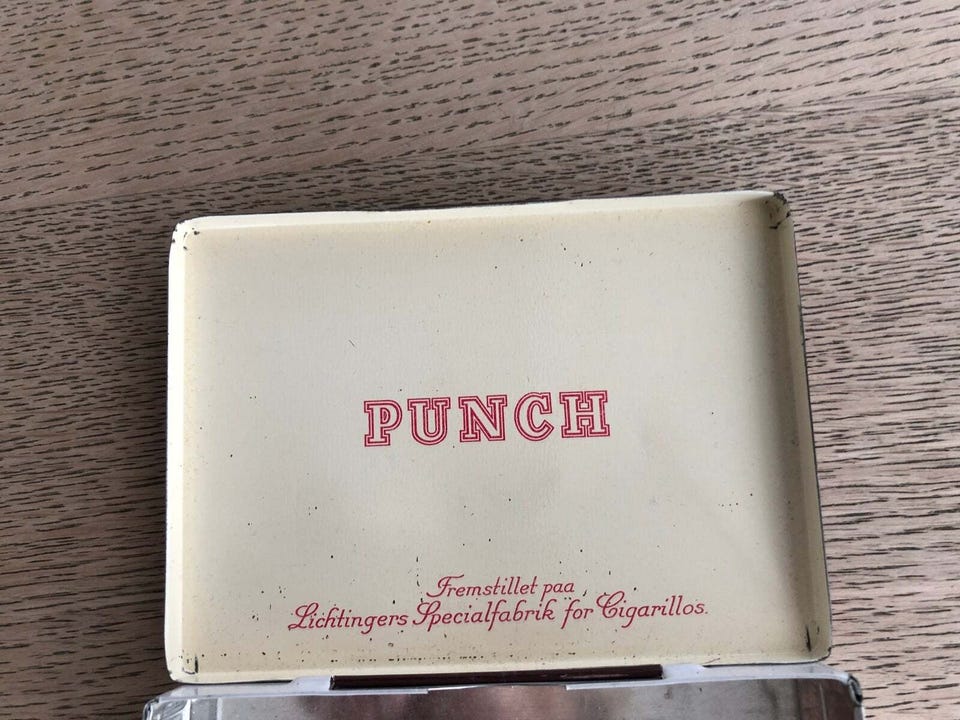 PUNCH
Fremstillet paa
Lichtingers Specialfabrik for Cigarillos.